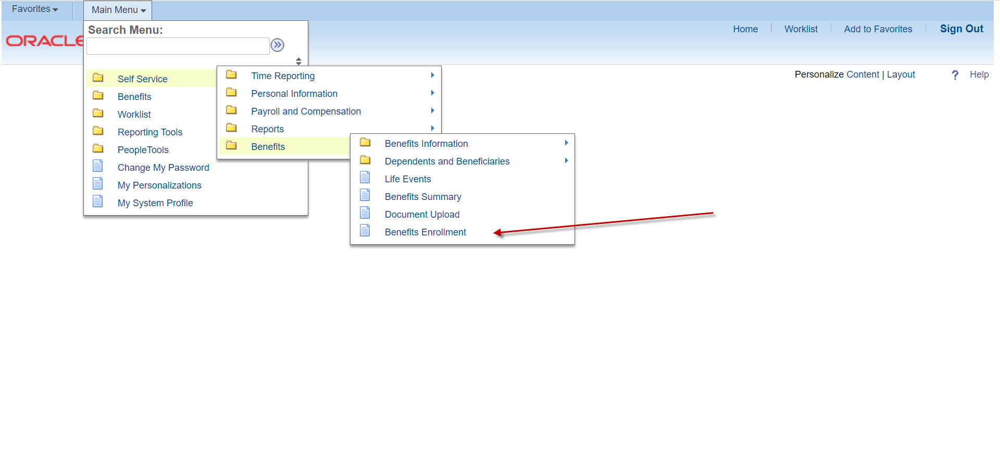 Favorites
Main Menu
Search Menu:
ORACLE
Home
Worklist
Add to Favorites
Sign Out
Personalize Content | Layout
? Help
Self Service
Benefits
Worklist
Reporting Tools
PeopleTools
Change My Password
My Personalizations
My System Profile
Time Reporting
Personal Information
Payroll and Compensation
Reports
Benefits
Benefits Information
Dependents and Beneficiaries
Life Events
Benefits Summary
Document Upload
Benefits Enrollment